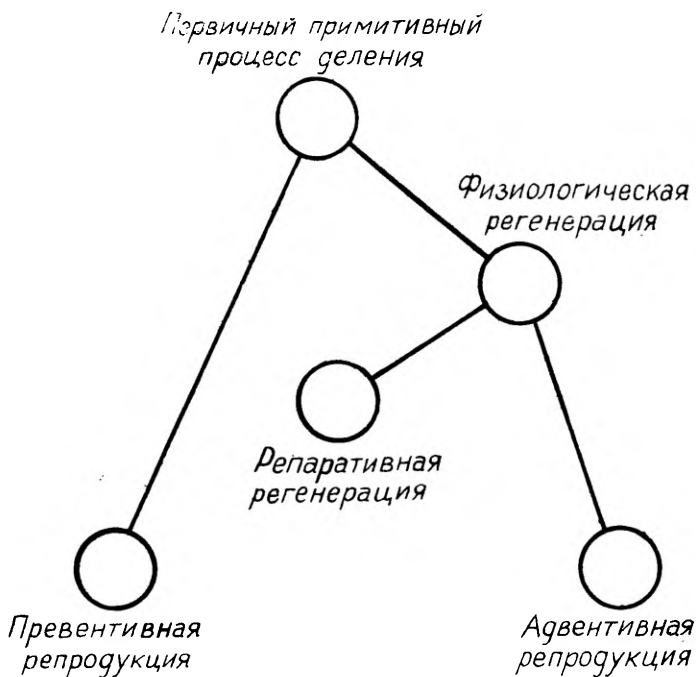 Первичный примитивный
процесс деления
Физиологическая
регенерация
Репаративная
регенерация
Превентивная
репродукция
Адвентивная
репродукция